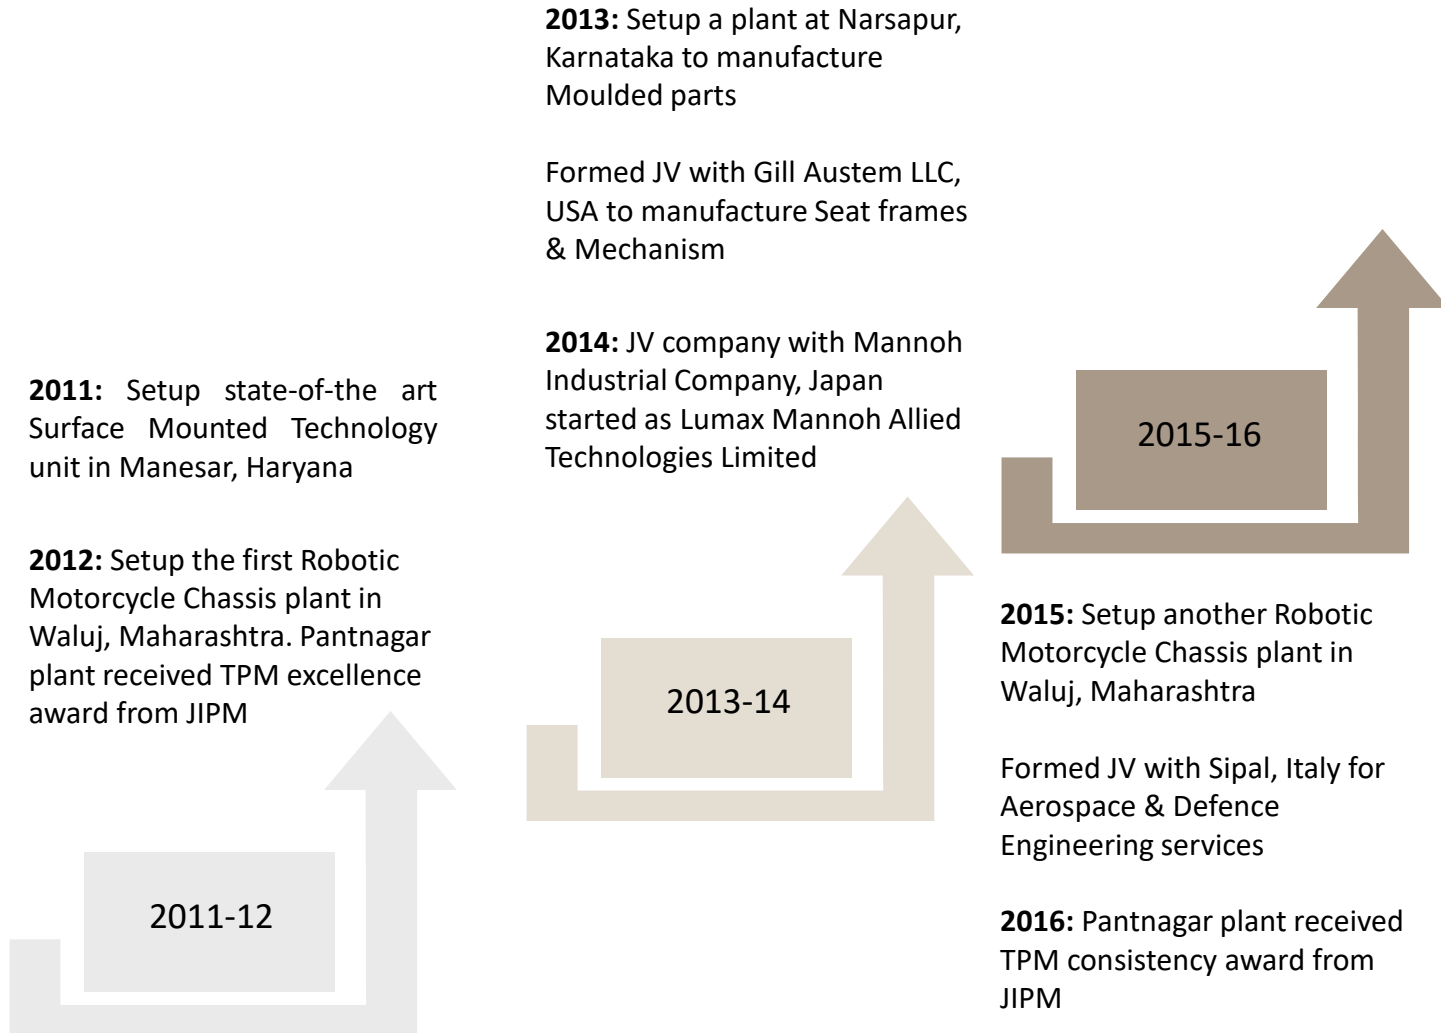 2011: Setup state-of-the art
Surface Mounted Technology
unit in Manesar, Haryana
2012: Setup the first Robotic
Motorcycle Chassis plant in
Waluj, Maharashtra. Pantnagar
plant received TPM excellence
award from JIPM
2011-12
2013: Setup a plant at Narsapur,
Karnataka to manufacture
Moulded parts
Formed JV with Gill Austem LLC,
USA to manufacture Seat frames
& Mechanism
2014: JV company with Mannoh
Industrial Company, Japan
started as Lumax Mannoh Allied
Technologies Limited
2013-14
2015-16
2015: Setup another Robotic
Motorcycle Chassis plant in
Waluj, Maharashtra
Formed JV with Sipal, Italy for
Aerospace & Defence
Engineering services
2016: Pantnagar plant received
TPM consistency award from
JIPM